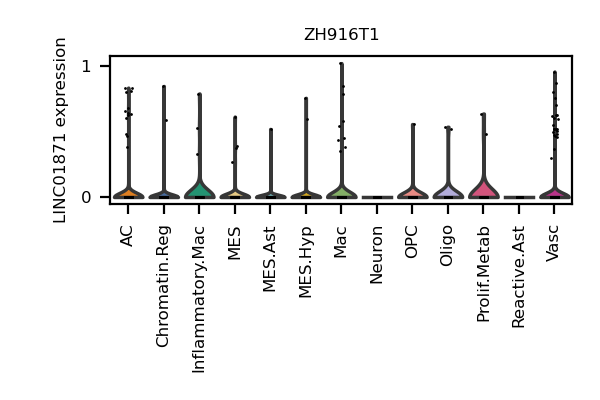 ZH916T1
LINC01871 expression
1
0
AC
Chromatin.Reg
Inflammatory.Mac
MES
MES.Ast
MES.Hyp
Mac
Neuron
OPC
Oligo
Prolif.Metab
Reactive.Ast
Vasc